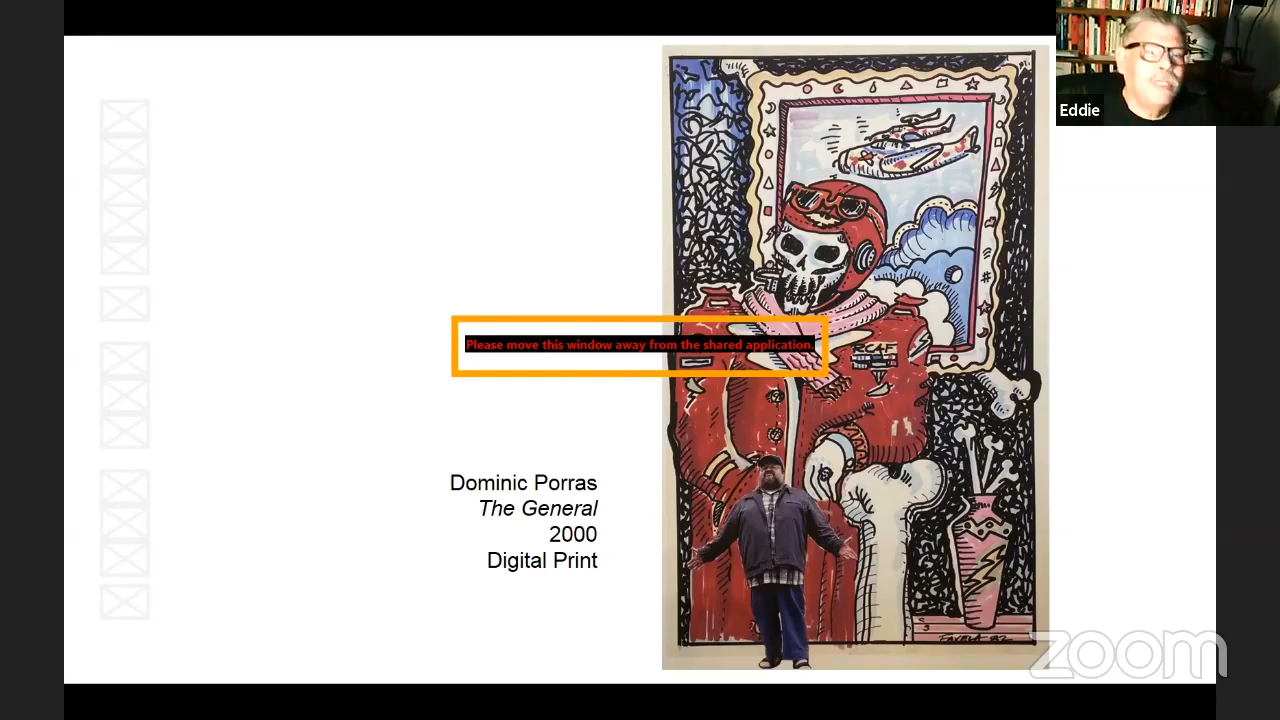 Eddie
Please move this window away from the shared application.
RCAF
Dominic Porras
The General
2000
Digital Print
FAVELA 82
zoom